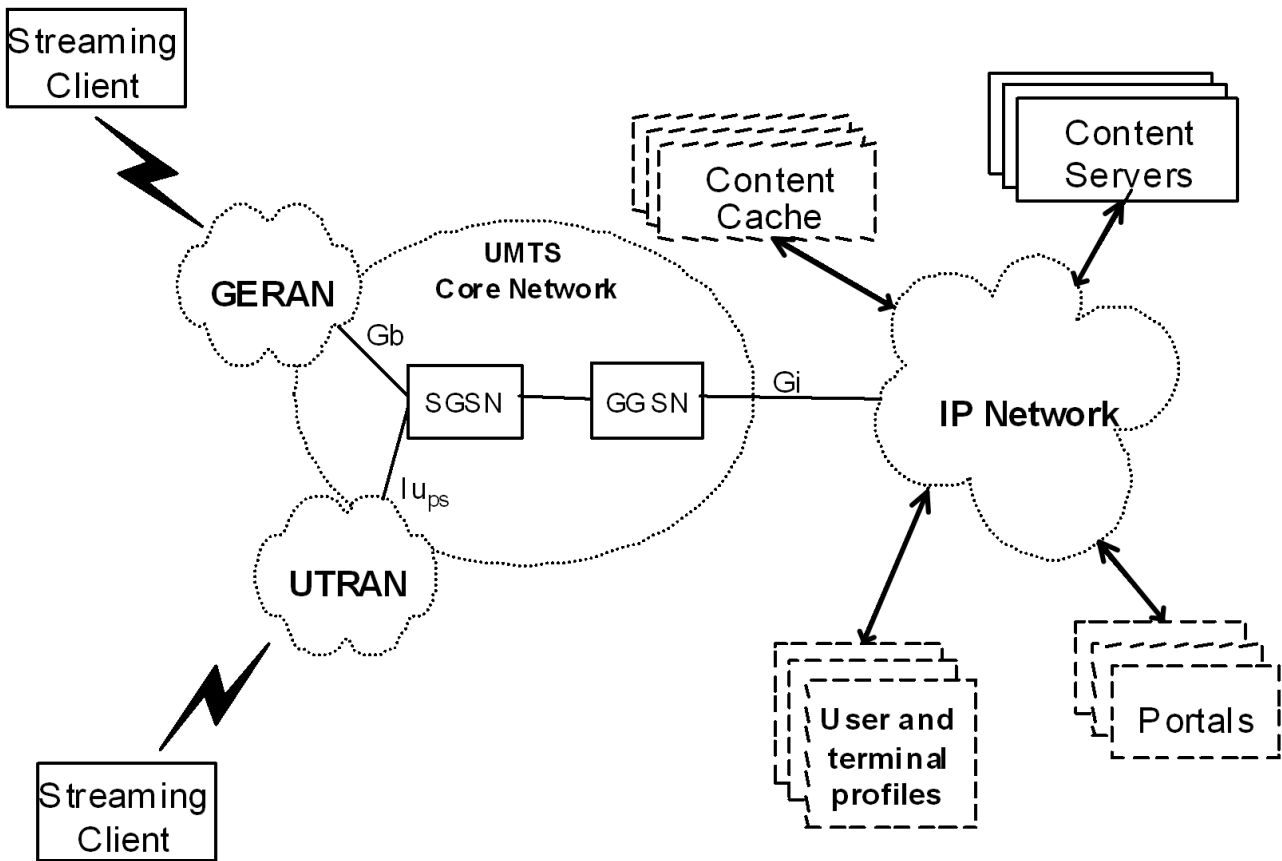 Streaming
Client
Content
Servers
Content
Cache
UMTS
Core Network
GERAN
Gb
SGSN
GGSN
Gi
IP Network
Iups
UTRAN
User and
terminal
profiles
Portals
Streaming
Client